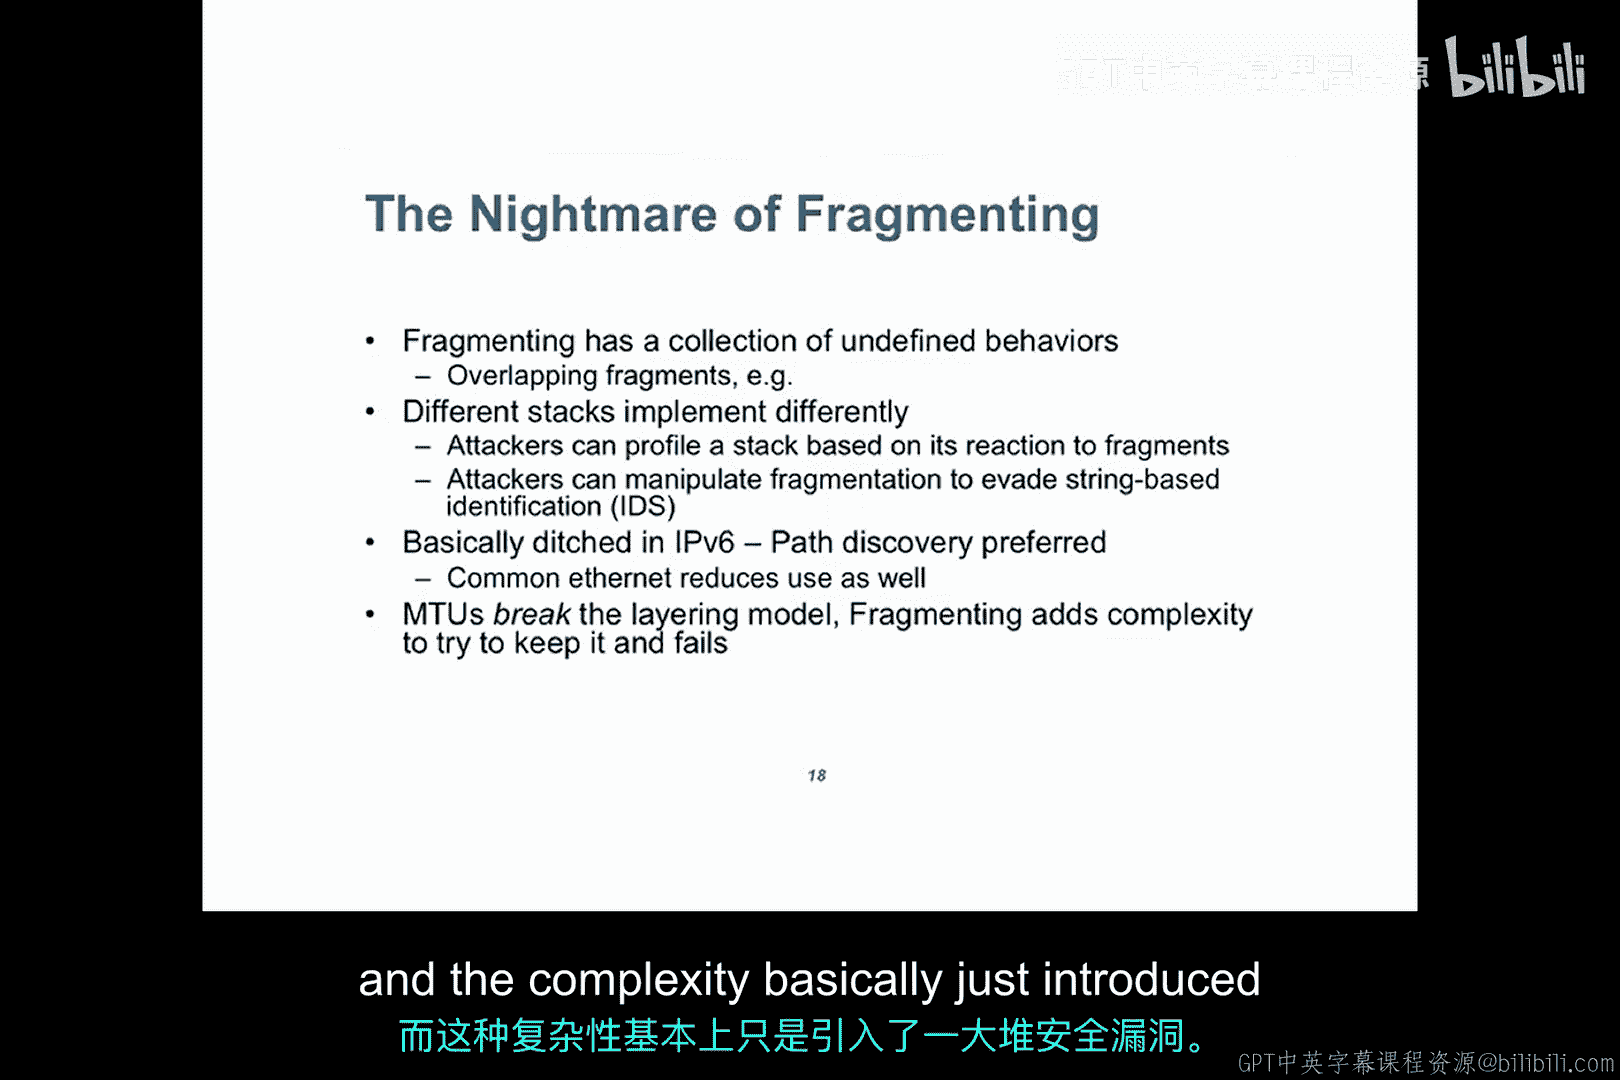 bilibili
The Nightmare of Fragmenting
• Fragmenting has a collection of undefined behaviors
– Overlapping fragments, e.g.
• Different stacks implement differently
– Attackers can profile a stack based on its reaction to fragments
– Attackers can manipulate fragmentation to evade string-based
identification (IDS)
• Basically ditched in IPv6 – Path discovery preferred
– Common ethernet reduces use as well
• MTUs break the layering model, Fragmenting adds complexity
to try to keep it and fails
18
and the complexity basically just introduced
而这种复杂性基本上只是引入了一大堆安全漏洞。
GPT中英字幕课程资源@bilibili.com